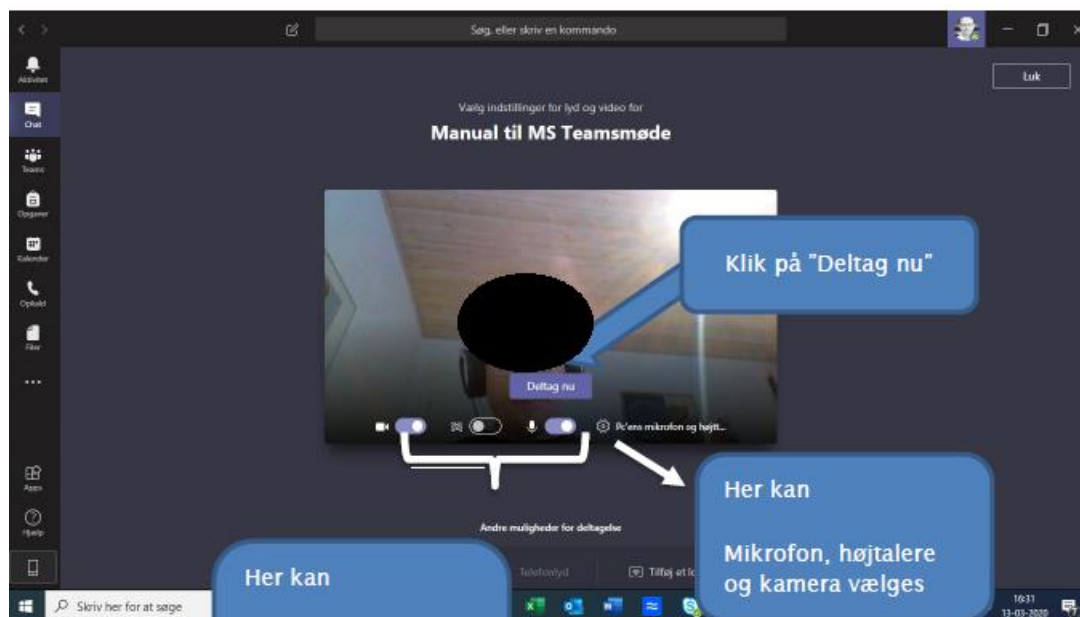 Søg, eller skriv en kommando
Aktivitet
Chat
Teams
Opgaver
Kalender
Opkald
Filer
Apps
Hjælp
Luk
Vælg indstillinger for lyd og video for
Manual til MS Teamsmøde
Klik på "Deltag nu"
Deltag nu
Pc'ens mikrofon og højtt...
Her kan
Mikrofon, højtalere
og kamera vælges
Andre muligheder for deltagelse
Her kan
Telefonlyd
Tilføj et
Skriv her for at søge
16:31
13-03-2020